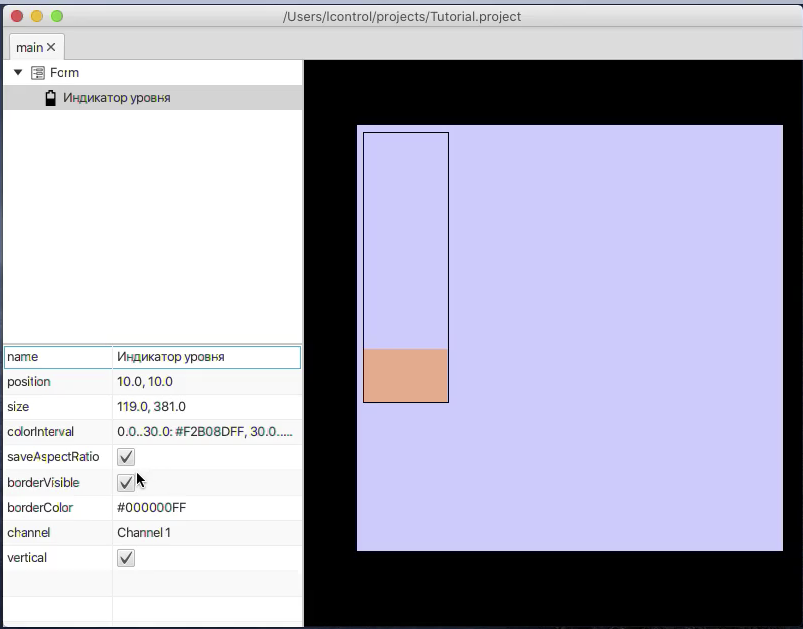 /Users/lcontrol/projects/Tutorial.project
main
Form
Индикатор уровня
name Индикатор уровня
position 10.0, 10.0
size 119.0, 381.0
colorInterval 0.0..30.0: #F2B08DFF, 30.0.....
saveAspectRatio
borderVisible
borderColor #000000FF
channel Channel 1
vertical